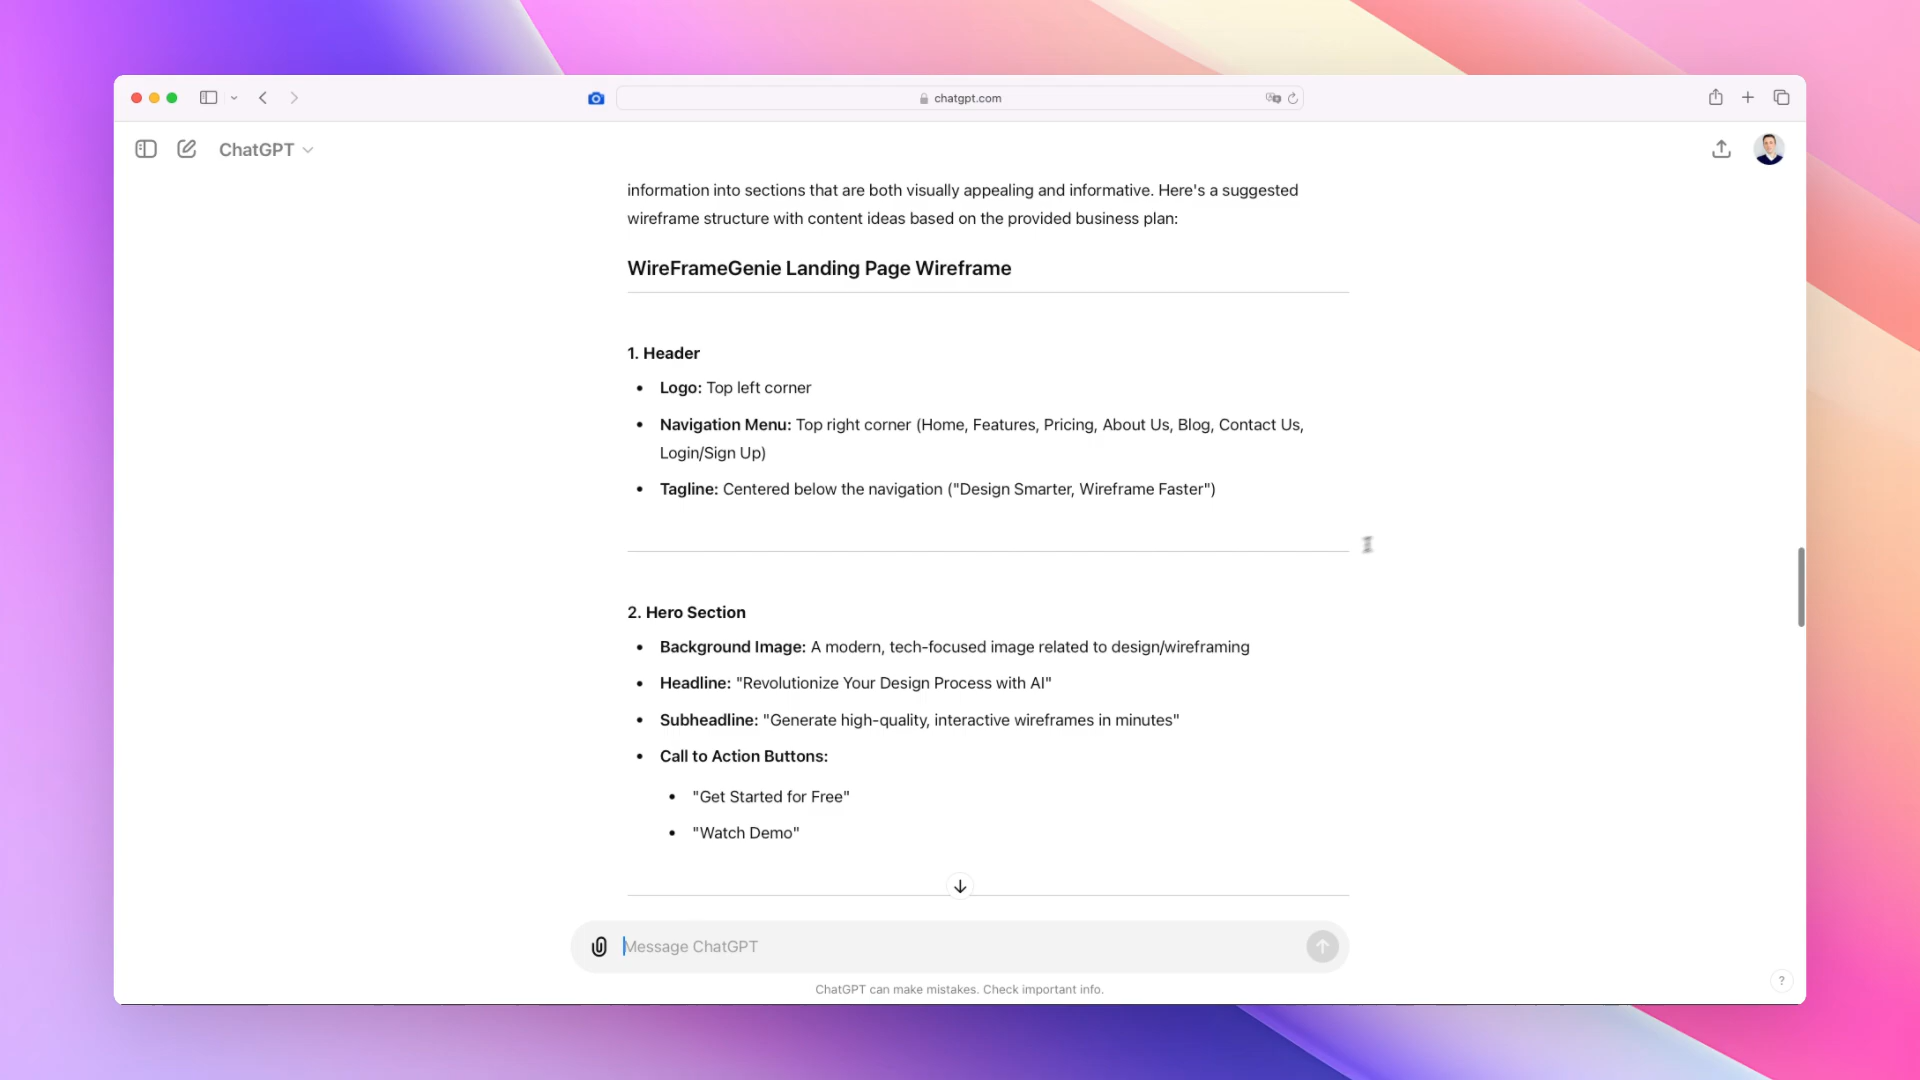 chatgpt.com
ChatGPT
information into sections that are both visually appealing and informative. Here's a suggested
wireframe structure with content ideas based on the provided business plan:
WireFrameGenie Landing Page Wireframe
1. Header
• Logo: Top left corner
• Navigation Menu: Top right corner (Home, Features, Pricing, About Us, Blog, Contact Us,
Login/Sign Up)
• Tagline: Centered below the navigation ("Design Smarter, Wireframe Faster")
2. Hero Section
• Background Image: A modern, tech-focused image related to design/wireframing
• Headline: "Revolutionize Your Design Process with AI"
• Subheadline: "Generate high-quality, interactive wireframes in minutes"
• Call to Action Buttons:
• "Get Started for Free"
• "Watch Demo"
Message ChatGPT
ChatGPT can make mistakes. Check important info.
?